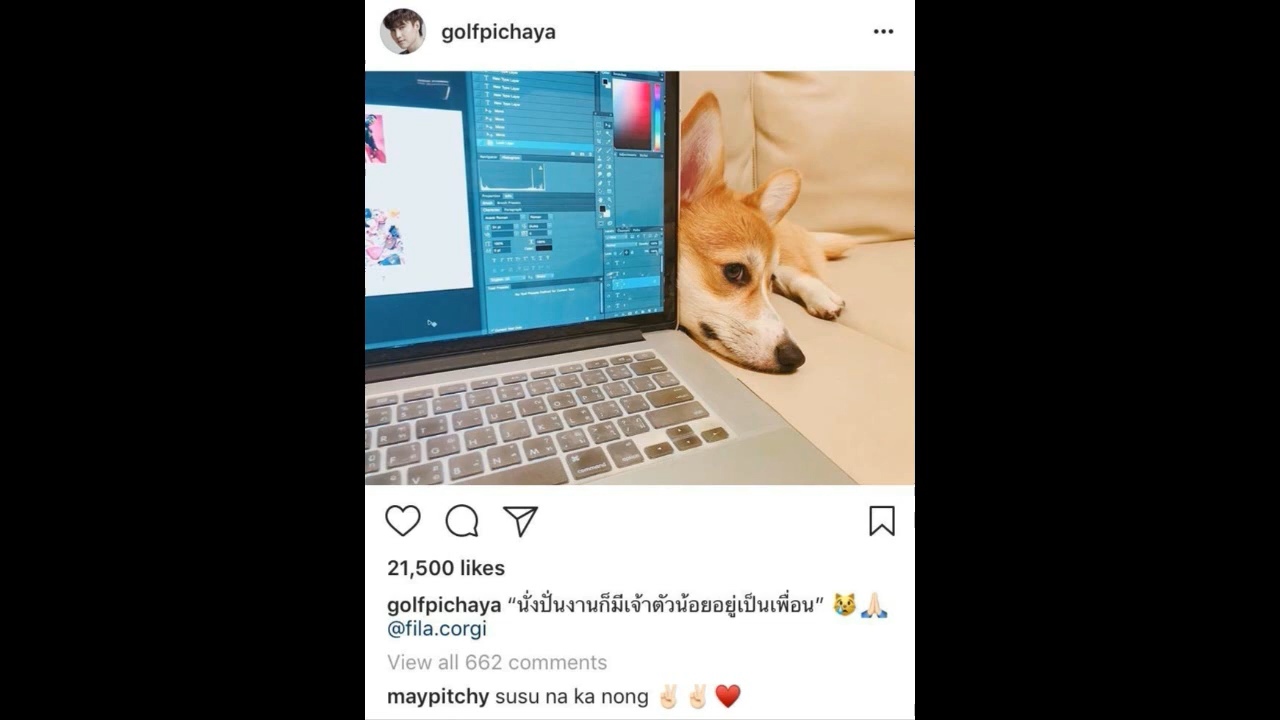 golfpichaya
command
21,500 likes
golfpichaya “นั่งปั่นงานก็มีเจ้าตัวน้อยอยู่เป็นเพื่อน” 😿🙏🏻
@fila.corgi
View all 662 comments
maypitchy susu na ka nong ✌🏻✌🏻♥️